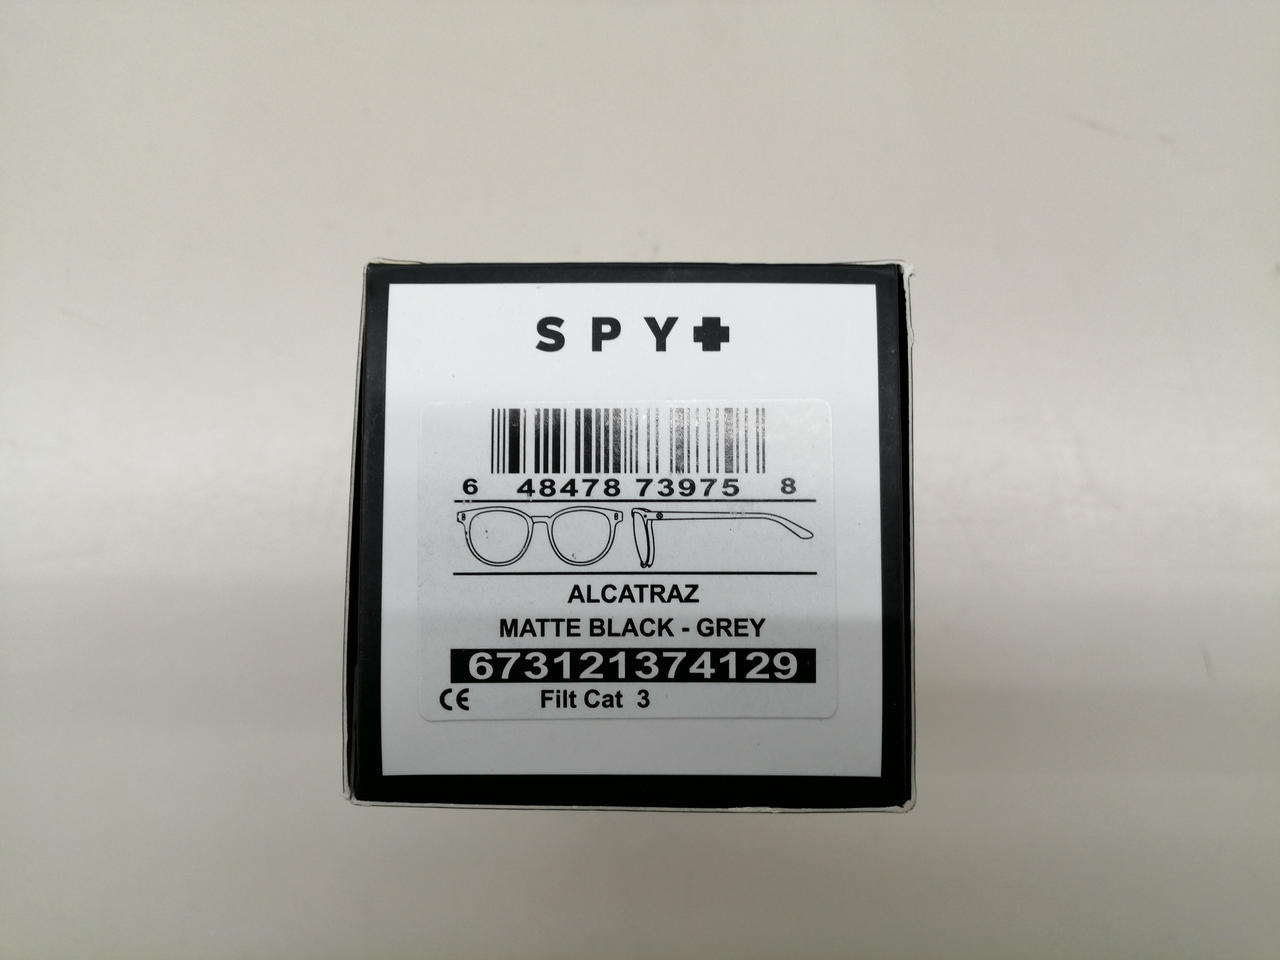 SPY+
6 48478 73975 8
ALCATRAZ
MATTE BLACK - GREY
673121374129
CE Filt Cat 3